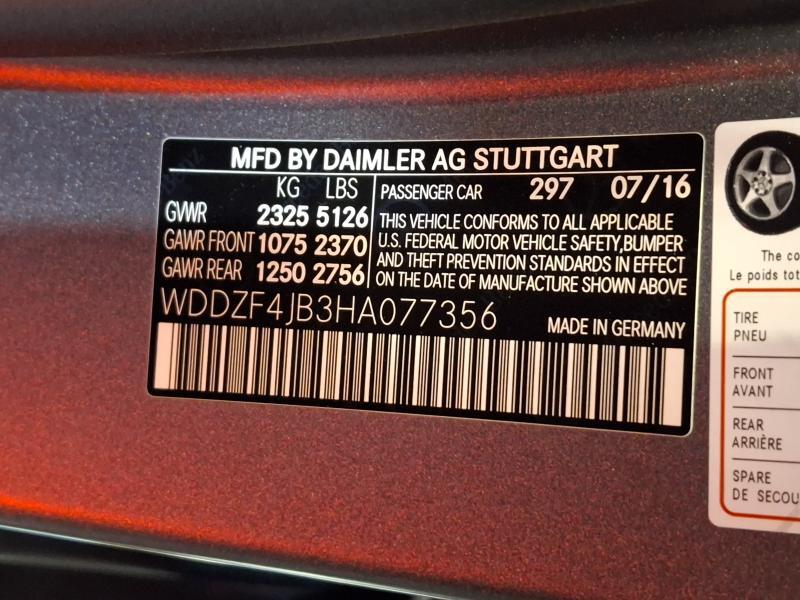 MFD BY DAIMLER AG STUTTGART
KG LBS
GVWR 2325 5126
GAWR FRONT 1075 2370
GAWR REAR 1250 2756
PASSENGER CAR 297 07/16
THIS VEHICLE CONFORMS TO ALL APPLICABLE
U.S. FEDERAL MOTOR VEHICLE SAFETY,BUMPER
AND THEFT PREVENTION STANDARDS IN EFFECT
ON THE DATE OF MANUFACTURE SHOWN ABOVE
WDDZF4JB3HA077356
MADE IN GERMANY
The co
Le poids tot
TIRE
PNEU
FRONT
AVANT
REAR
ARRIÈRE
SPARE
DE SECOU